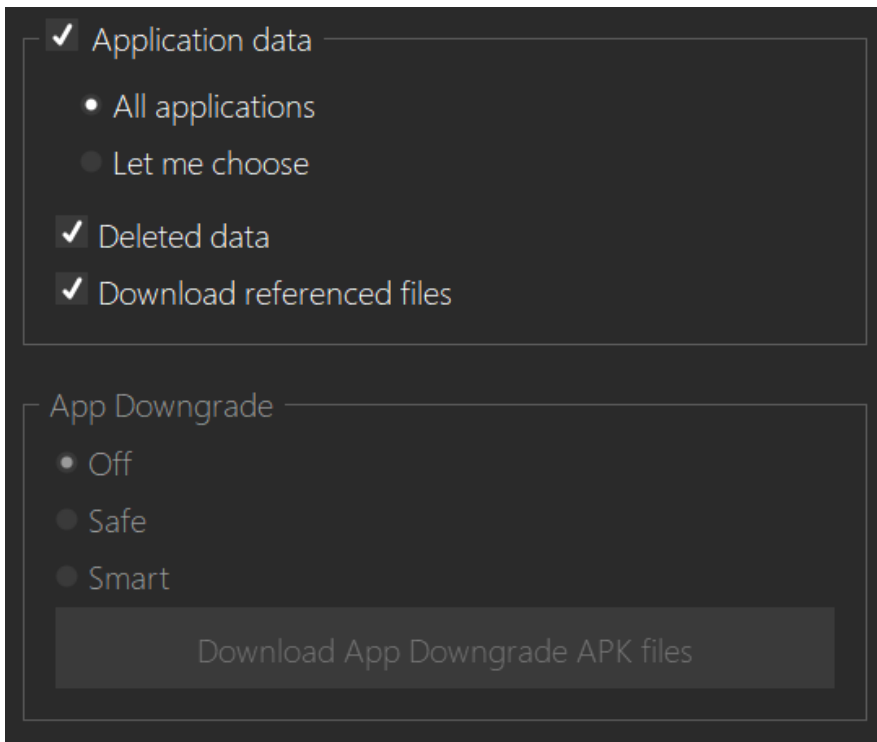 Application data
All applications
Let me choose
Deleted data
Download referenced files
App Downgrade
Off
Safe
Smart
Download App Downgrade APK files